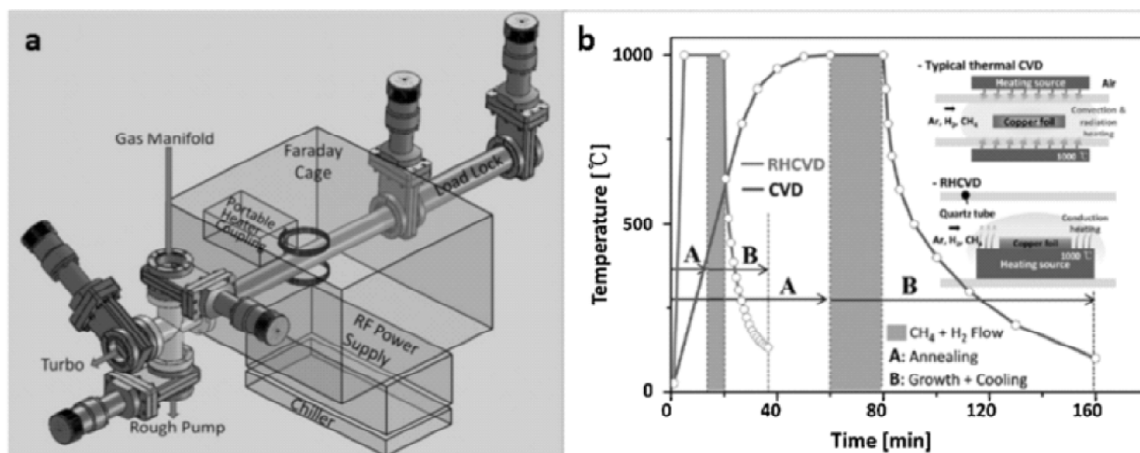 a
Gas Manifold
Faraday
Cage
Load Lock
Portable
Heater
Coupling
RF Power
Supply
Turbo
Chiller
Rough Pump
b
Temperature [℃]
1000
500
0
0
40
80
120
160
Time [min]
RHCVD
CVD
A
B
A
B
- Typical thermal CVD
Heating source
Air
Ar, H₂, CH₄
Copper foil
Convection &
radiation
heating
1000 ℃
- RHCVD
Quartz tube
Conduction
heating
Ar, H₂, CH₄
Copper foil
1000 ℃
Heating source
CH₄ + H₂ Flow
A: Annealing
B: Growth + Cooling